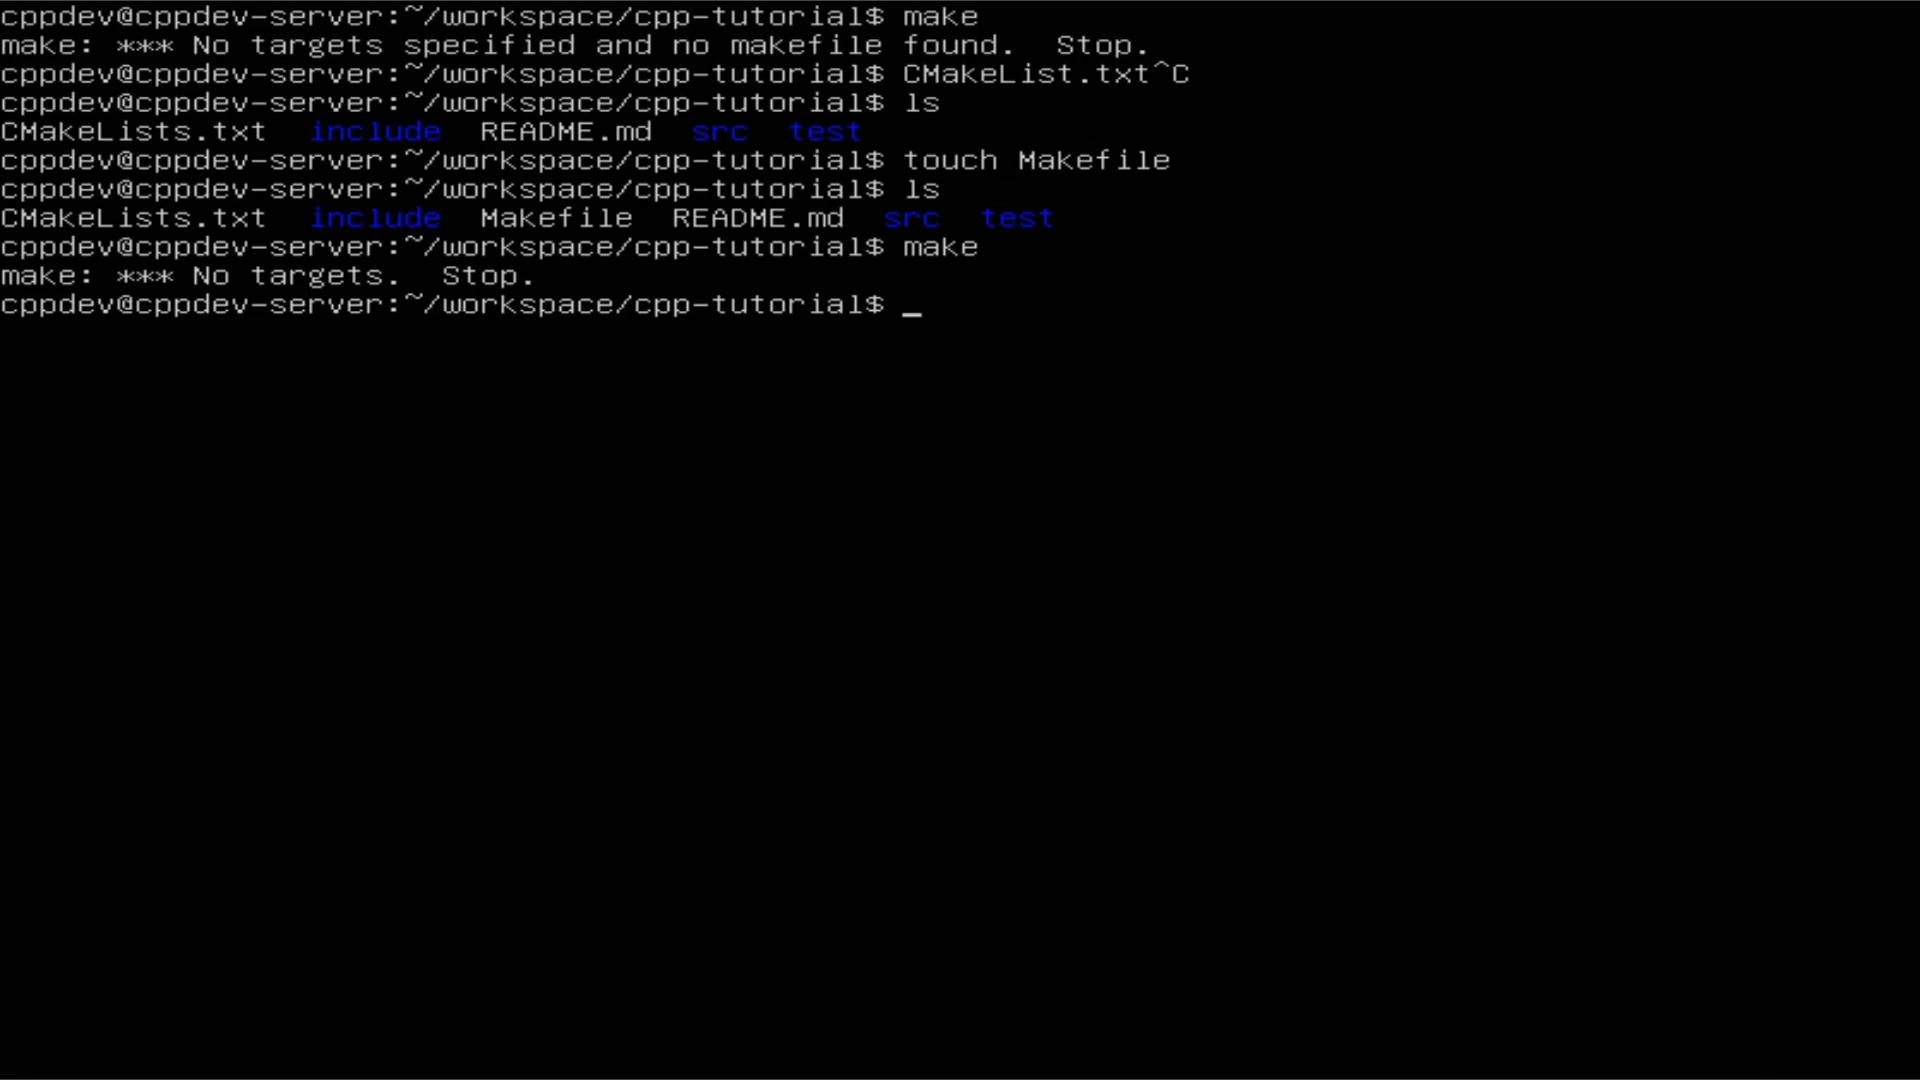 cppdev@cppdev-server:~/workspace/cpp-tutorial$ make
make: *** No targets specified and no makefile found.  Stop.
cppdev@cppdev-server:~/workspace/cpp-tutorial$ CMakeList.txt^C
cppdev@cppdev-server:~/workspace/cpp-tutorial$ ls
CMakeLists.txt  include  README.md  src  test
cppdev@cppdev-server:~/workspace/cpp-tutorial$ touch Makefile
cppdev@cppdev-server:~/workspace/cpp-tutorial$ ls
CMakeLists.txt  include  Makefile  README.md  src  test
cppdev@cppdev-server:~/workspace/cpp-tutorial$ make
make: *** No targets.  Stop.
cppdev@cppdev-server:~/workspace/cpp-tutorial$ _